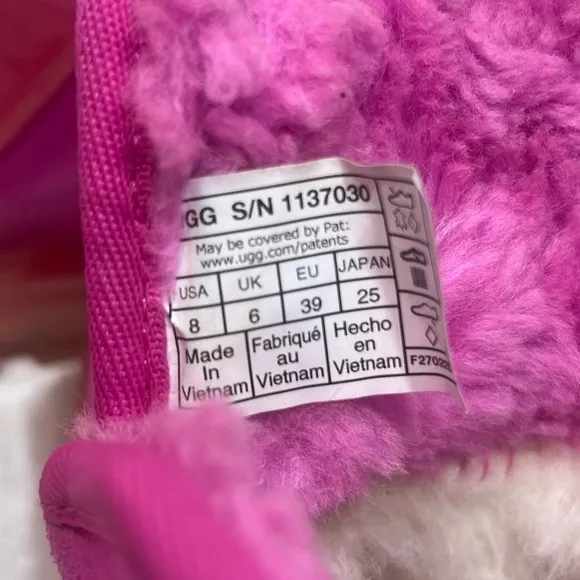 GG S/N 1137030
May be covered by Pat:
www.ugg.com/patents
USA UK EU JAPAN
8 6 39 25
Made Fabriqué Hecho
In au en
Vietnam Vietnam Vietnam